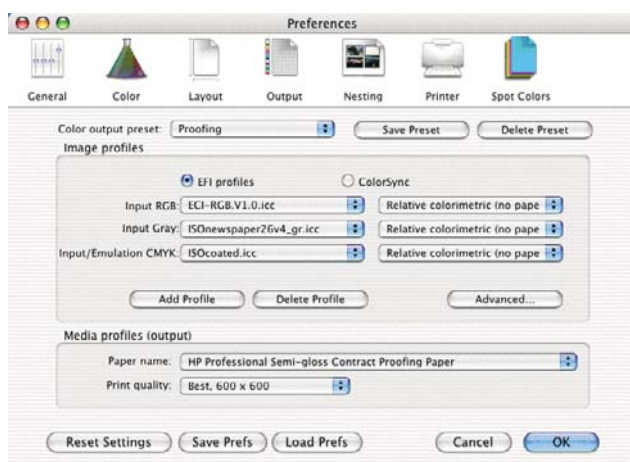 Preferences
General Color Layout Output Nesting Printer Spot Colors
Color output preset: Proofing Save Preset Delete Preset
Image profiles
EFI profiles ColorSync
Input RGB: ECI-RGB.V1.0.icc Relative colorimetric (no pape
Input Gray: ISOnewspaper26v4_gr.icc Relative colorimetric (no pape
Input/Emulation CMYK: ISOcoated.icc Relative colorimetric (no pape
Add Profile Delete Profile Advanced...
Media profiles (output)
Paper name: HP Professional Semi-gloss Contract Proofing Paper
Print quality: Best, 600 x 600
Reset Settings Save Prefs Load Prefs Cancel OK